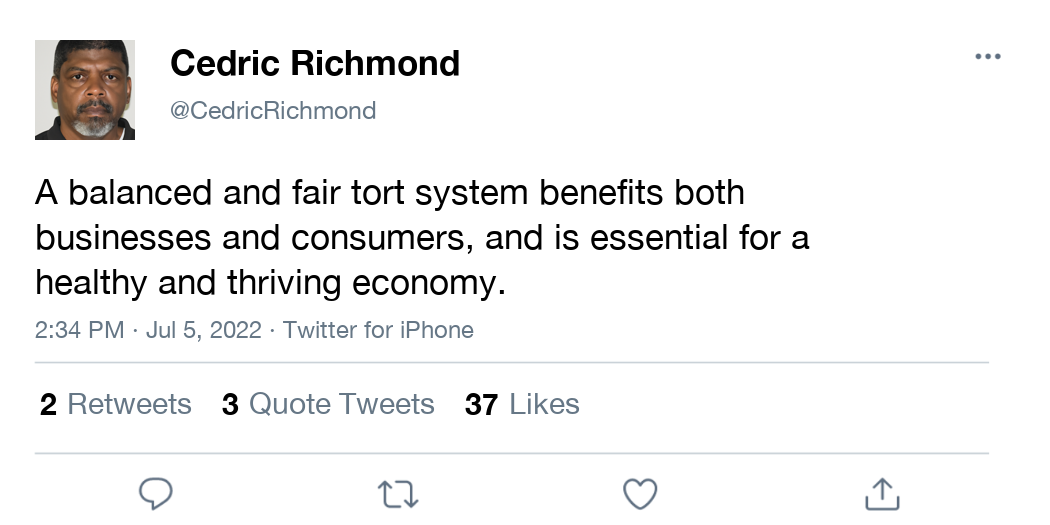 Cedric Richmond
@CedricRichmond
A balanced and fair tort system benefits both
businesses and consumers, and is essential for a
healthy and thriving economy.
2:34 PM · Jul 5, 2022 · Twitter for iPhone
2 Retweets 3 Quote Tweets 37 Likes